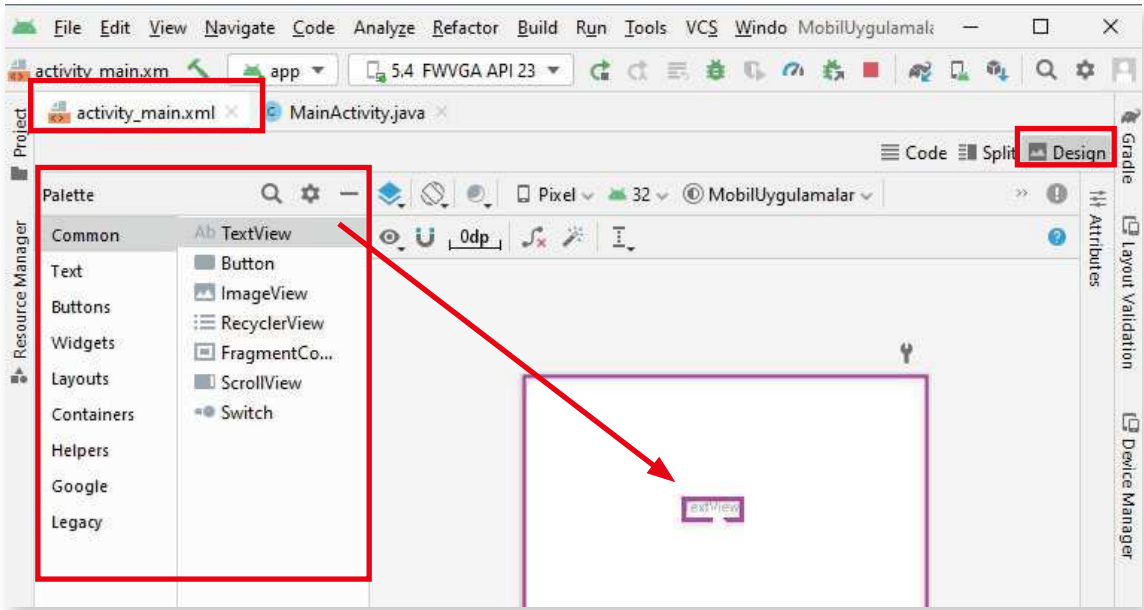 File Edit View Navigate Code Analyze Refactor Build Run Tools VCS Windo MobilUygulamala
activity_main.xm app 5.4 FWVGA API 23
activity_main.xml MainActivity.java
Code Split Design
Palette Pixel 32 MobilUygulamalar
Common
Text
Buttons
Widgets
Layouts
Containers
Helpers
Google
Legacy
Ab TextView
Button
ImageView
RecyclerView
FragmentCo...
ScrollView
Switch
0dp
TextView
Project
Resource Manager
Gradle
Attributes
Layout Validation
Device Manager